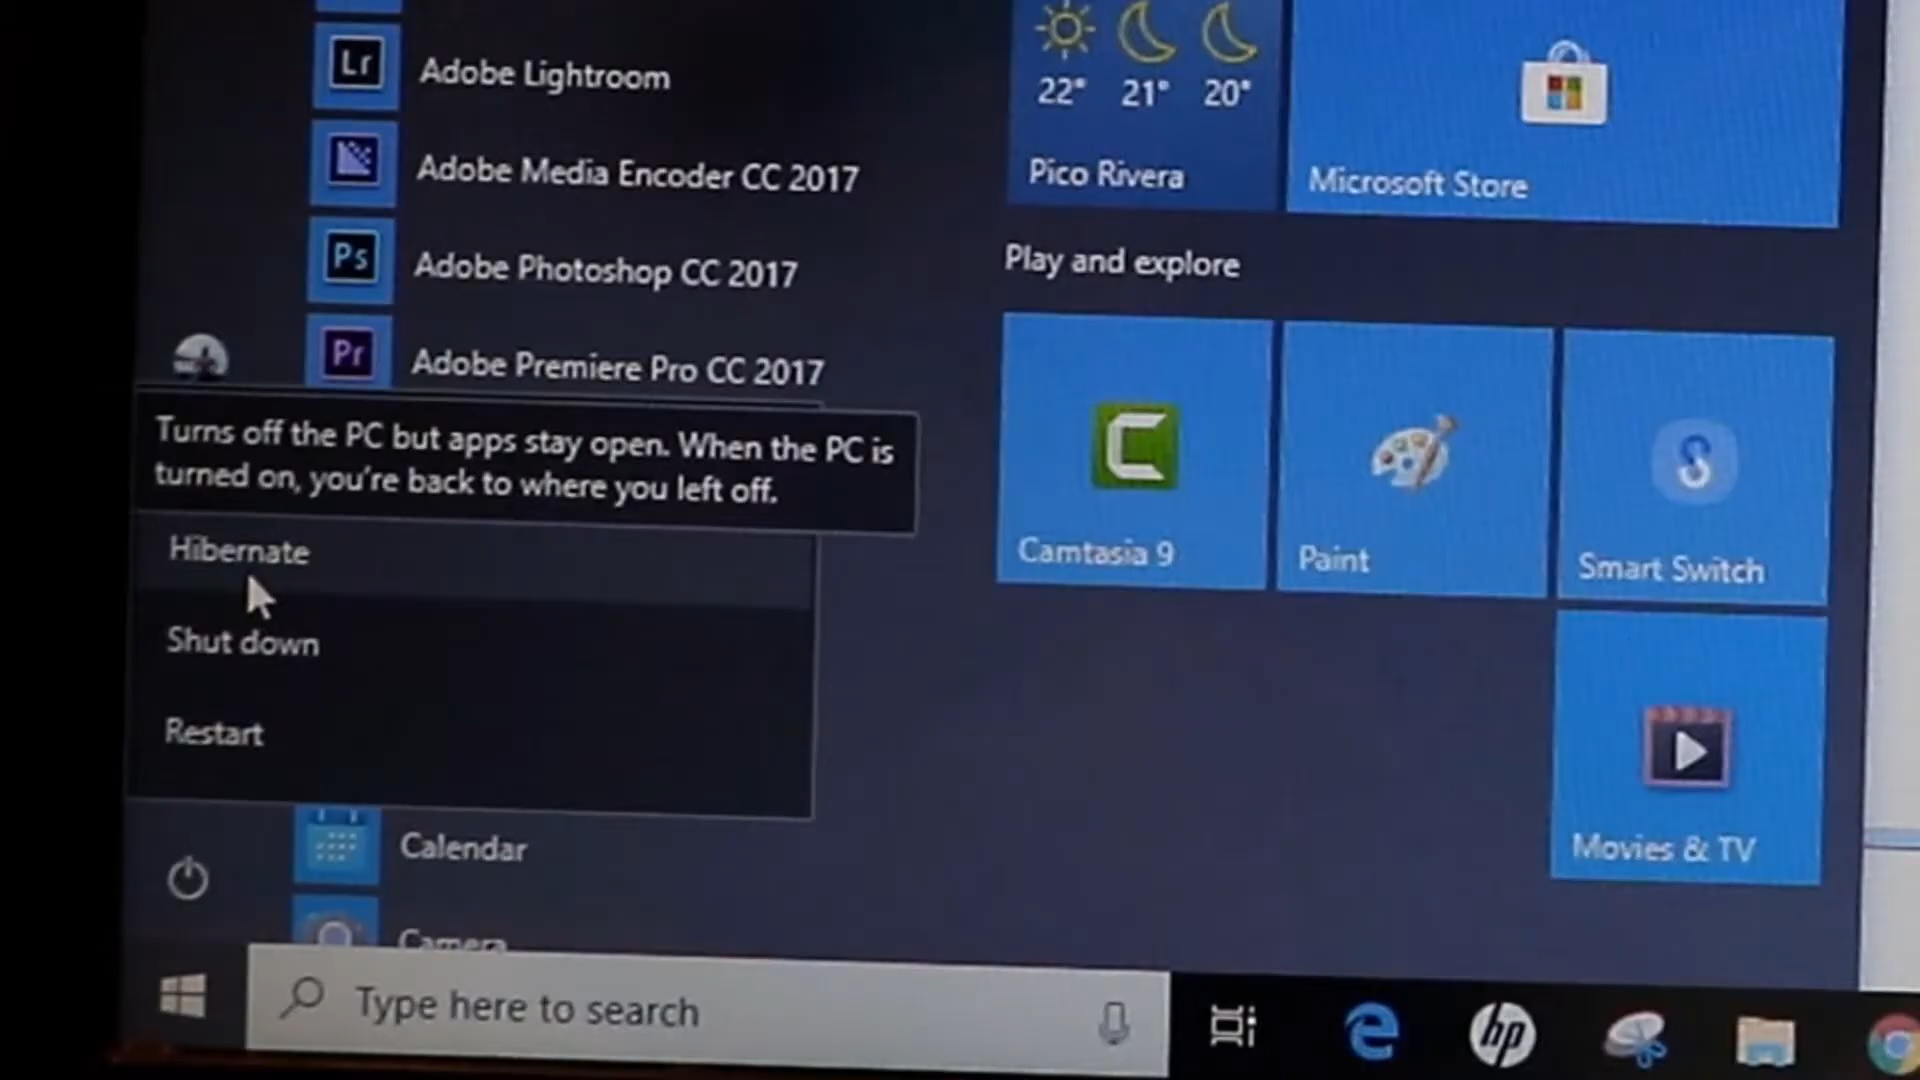 Lr
Adobe Lightroom
Adobe Media Encoder CC 2017
Ps
Adobe Photoshop CC 2017
Pr
Adobe Premiere Pro CC 2017
Turns off the PC but apps stay open. When the PC is
turned on, you're back to where you left off.
Hibernate
Shut down
Restart
Calendar
Camera
Type here to search
22° 21° 20°
Pico Rivera
Microsoft Store
Play and explore
Camtasia 9
Paint
Smart Switch
Movies & TV
hp